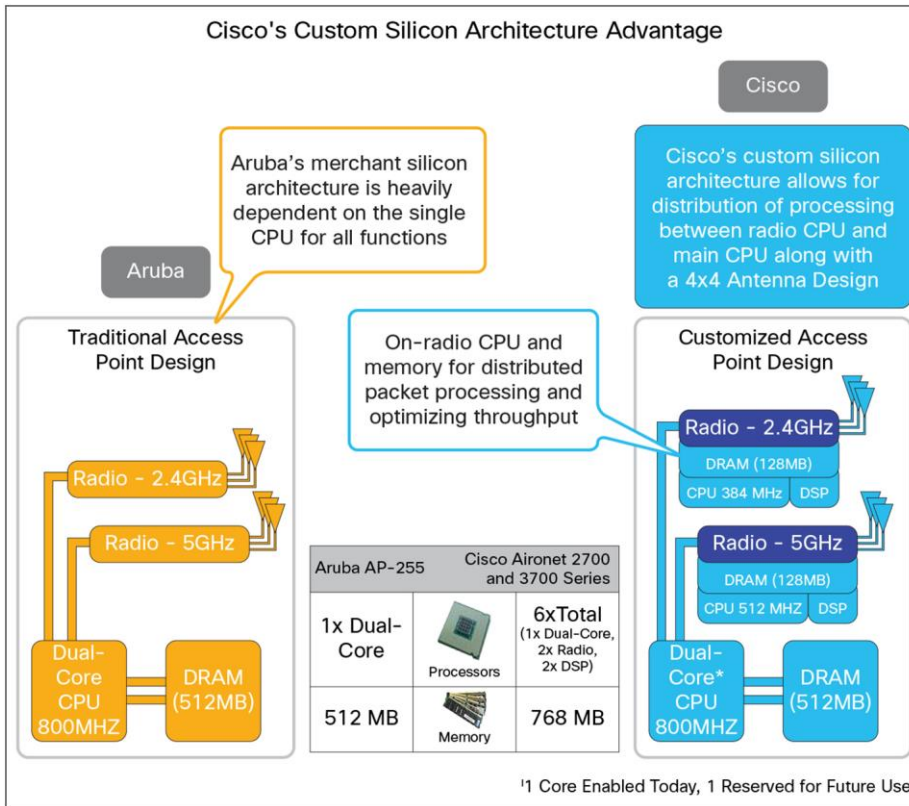 Cisco's Custom Silicon Architecture Advantage
Cisco
Aruba's merchant silicon
architecture is heavily
dependent on the single
CPU for all functions
Cisco's custom silicon
architecture allows for
distribution of processing
between radio CPU and
main CPU along with
a 4x4 Antenna Design
Aruba
Traditional Access
Point Design
On-radio CPU and
memory for distributed
packet processing and
optimizing throughput
Customized Access
Point Design
Radio - 2.4GHz
Radio - 5GHz
Dual-
Core
CPU
800MHZ
DRAM
(512MB)
Aruba AP-255
Cisco Aironet 2700
and 3700 Series
1x Dual-
Core
Processors
6xTotal
(1x Dual-Core,
2x Radio,
2x DSP)
512 MB
Memory
768 MB
Radio - 2.4GHz
DRAM (128MB)
CPU 384 MHz
DSP
Radio - 5GHz
DRAM (128MB)
CPU 512 MHZ
DSP
Dual-
Core*
CPU
800MHZ
DRAM
(512MB)
¹1 Core Enabled Today, 1 Reserved for Future Use